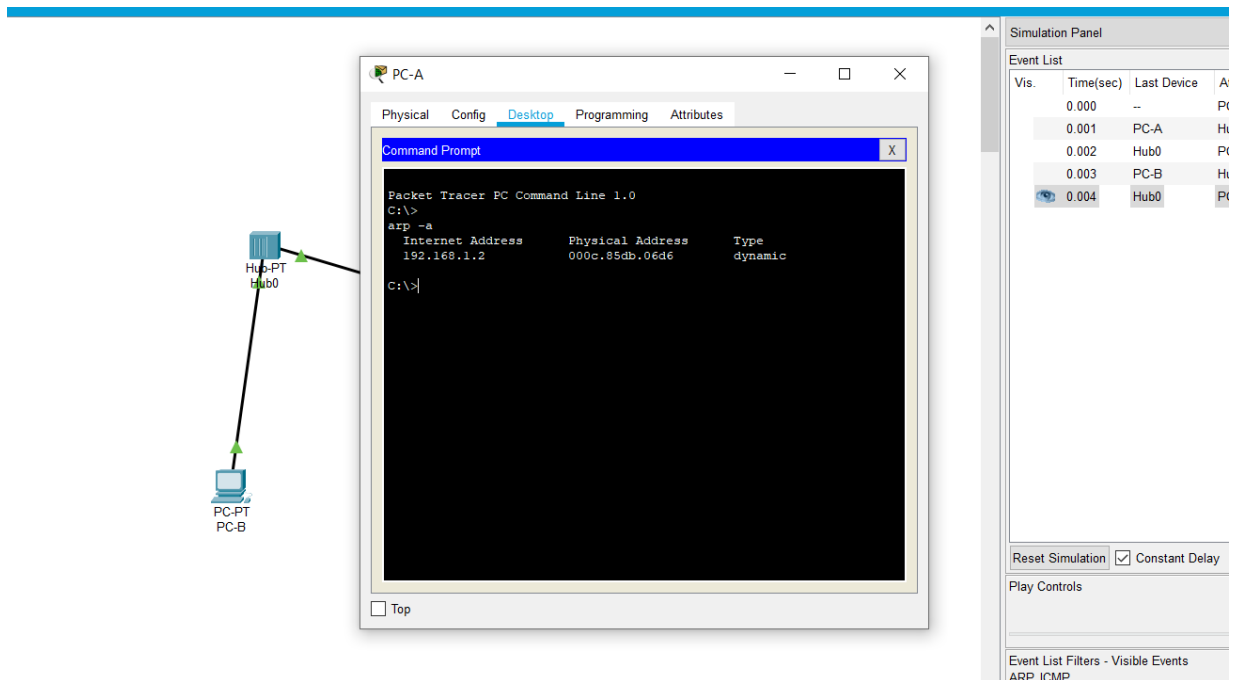 Simulation Panel
Event List
Vis. Time(sec) Last Device
0.000 --
0.001 PC-A
0.002 Hub0
0.003 PC-B
0.004 Hub0
PC-A
Physical Config Desktop Programming Attributes
Command Prompt X
Packet Tracer PC Command Line 1.0
C:\>
arp -a
Internet Address Physical Address Type
192.168.1.2 000c.85db.06d6 dynamic
C:\>
Top
Hub-PT
Hub0
PC-PT
PC-B
Reset Simulation Constant Delay
Play Controls
Event List Filters - Visible Events
ARP, ICMP